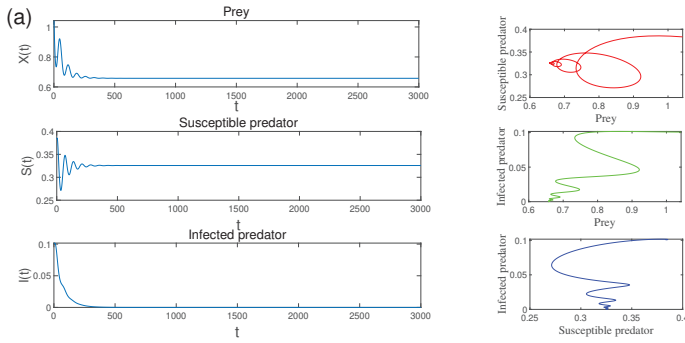 (a)
Prey
X(t)
1
0.8
0.6
0 500 1000 1500 2000 2500 3000
t
Susceptible predator
S(t)
0.4
0.35
0.3
0.25
0 500 1000 1500 2000 2500 3000
t
Infected predator
I(t)
0.1
0.05
0
0 500 1000 1500 2000 2500 3000
t
Susceptible predator
0.4
0.35
0.3
0.25
0.6 0.7 0.8 0.9 1
Prey
Infected predator
0.1
0.05
0
0.6 0.7 0.8 0.9 1
Prey
Infected predator
0.1
0.05
0
0.25 0.3 0.35 0.4
Susceptible predator